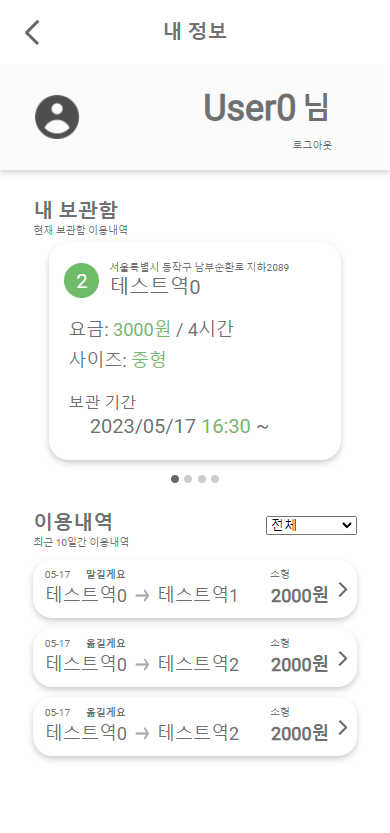 내 정보
User0 님
로그아웃
내 보관함
현재 보관함 이용내역
2
서울특별시 동작구 남부순환로 지하2089
테스트역0
요금: 3000원 / 4시간
사이즈: 중형
보관 기간
2023/05/17 16:30 ~
이용내역
최근 10일간 이용내역
전체
05-17 맡길게요 소형
테스트역0 → 테스트역1 2000원
05-17 옮길게요 소형
테스트역0 → 테스트역2 2000원
05-17 옮길게요 소형
테스트역0 → 테스트역2 2000원